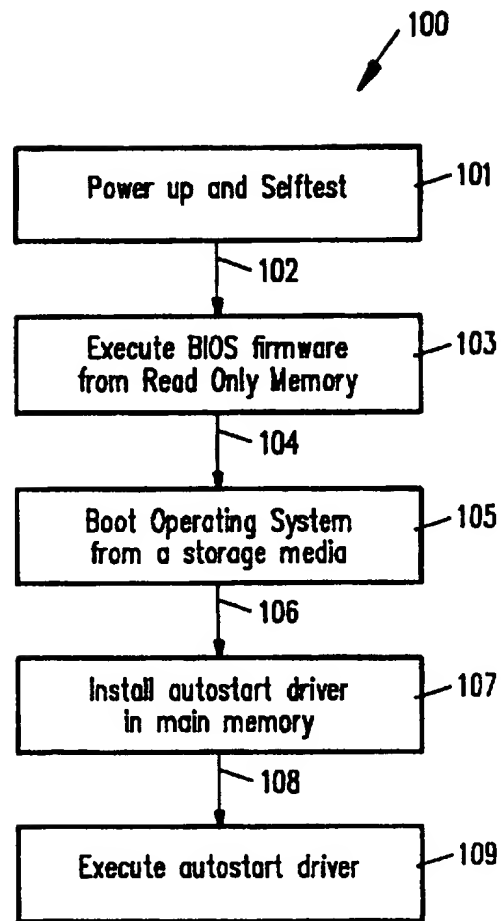 100
Power up and Selftest
101
102
Execute BIOS firmware
from Read Only Memory
103
104
Boot Operating System
from a storage media
105
106
Install autostart driver
in main memory
107
108
Execute autostart driver
109